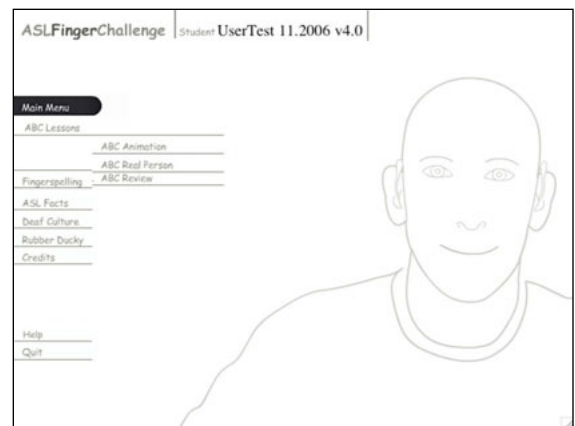 ASLFingerChallenge Student UserTest 11.2006 v4.0
Main Menu
ABC Lessons
ABC Animation
ABC Real Person
Fingerspelling ABC Review
ASL Facts
Deaf Culture
Rubber Ducky
Credits
Help
Quit